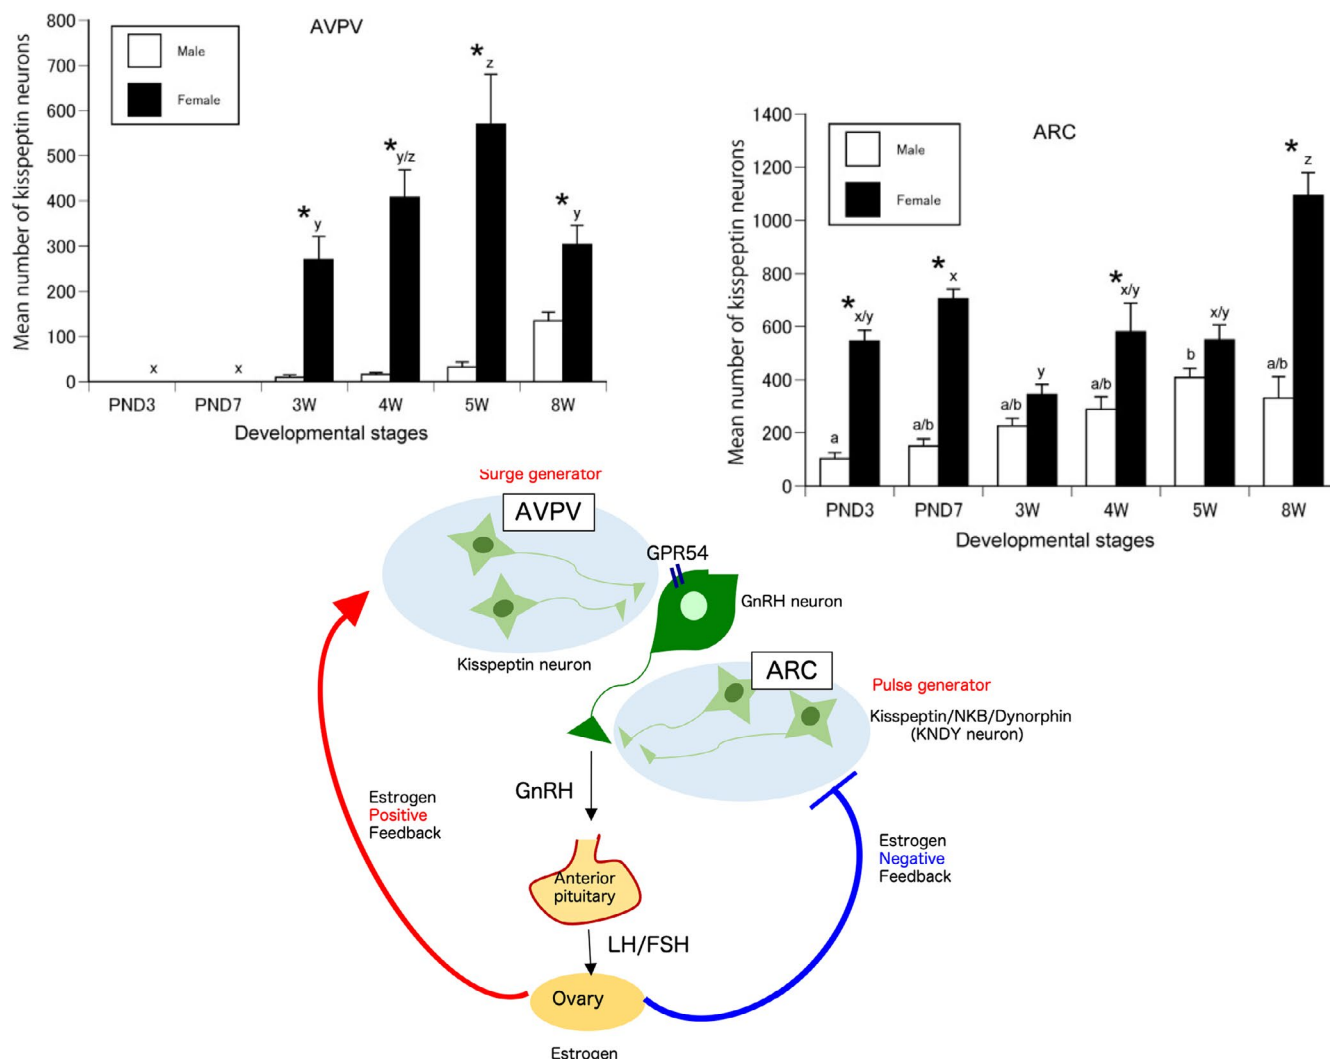 AVPV
Male
Female
Mean number of kisspeptin neurons
800
700
600
500
400
300
200
100
0
x
x
* y
* y/z
* z
* y
PND3 PND7 3W 4W 5W 8W
Developmental stages
ARC
Male
Female
Mean number of kisspeptin neurons
1400
1200
1000
800
600
400
200
0
a
* x/y
a/b
* x
a/b
y
a/b
* x/y
b
x/y
a/b
* z
PND3 PND7 3W 4W 5W 8W
Developmental stages
Surge generator
AVPV
GPR54
GnRH neuron
Kisspeptin neuron
ARC
Pulse generator
Kisspeptin/NKB/Dynorphin
(KNDY neuron)
GnRH
Estrogen
Positive
Feedback
Estrogen
Negative
Feedback
Anterior
pituitary
LH/FSH
Ovary
Estrogen